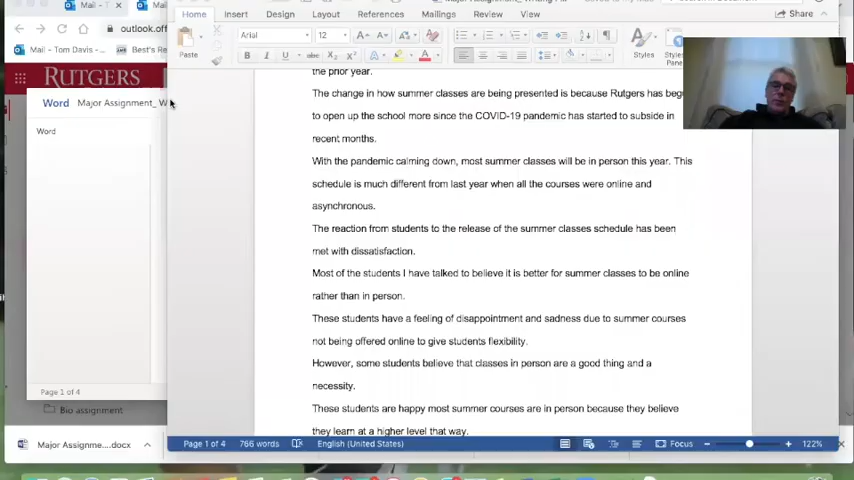 Mail -
Mail
outlook.off
Mail – Tom Davis -
Best's Re
RUTGERS
Word Major Assignment_ W
Word
Page 1 of 4
Bio assignment
Major Assignme....docx
Home Insert Design Layout References Mailings Review View
Share
Paste
Arial
12
Styles
Styles
Pane
the prior year.
The change in how summer classes are being presented is because Rutgers has beg
to open up the school more since the COVID-19 pandemic has started to subside in
recent months.
With the pandemic calming down, most summer classes will be in person this year. This
schedule is much different from last year when all the courses were online and
asynchronous.
The reaction from students to the release of the summer classes schedule has been
met with dissatisfaction.
Most of the students I have talked to believe it is better for summer classes to be online
rather than in person.
These students have a feeling of disappointment and sadness due to summer courses
not being offered online to give students flexibility.
However, some students believe that classes in person are a good thing and a
necessity.
These students are happy most summer courses are in person because they believe
they learn at a higher level that way.
Page 1 of 4 766 words English (United States) Focus 122%